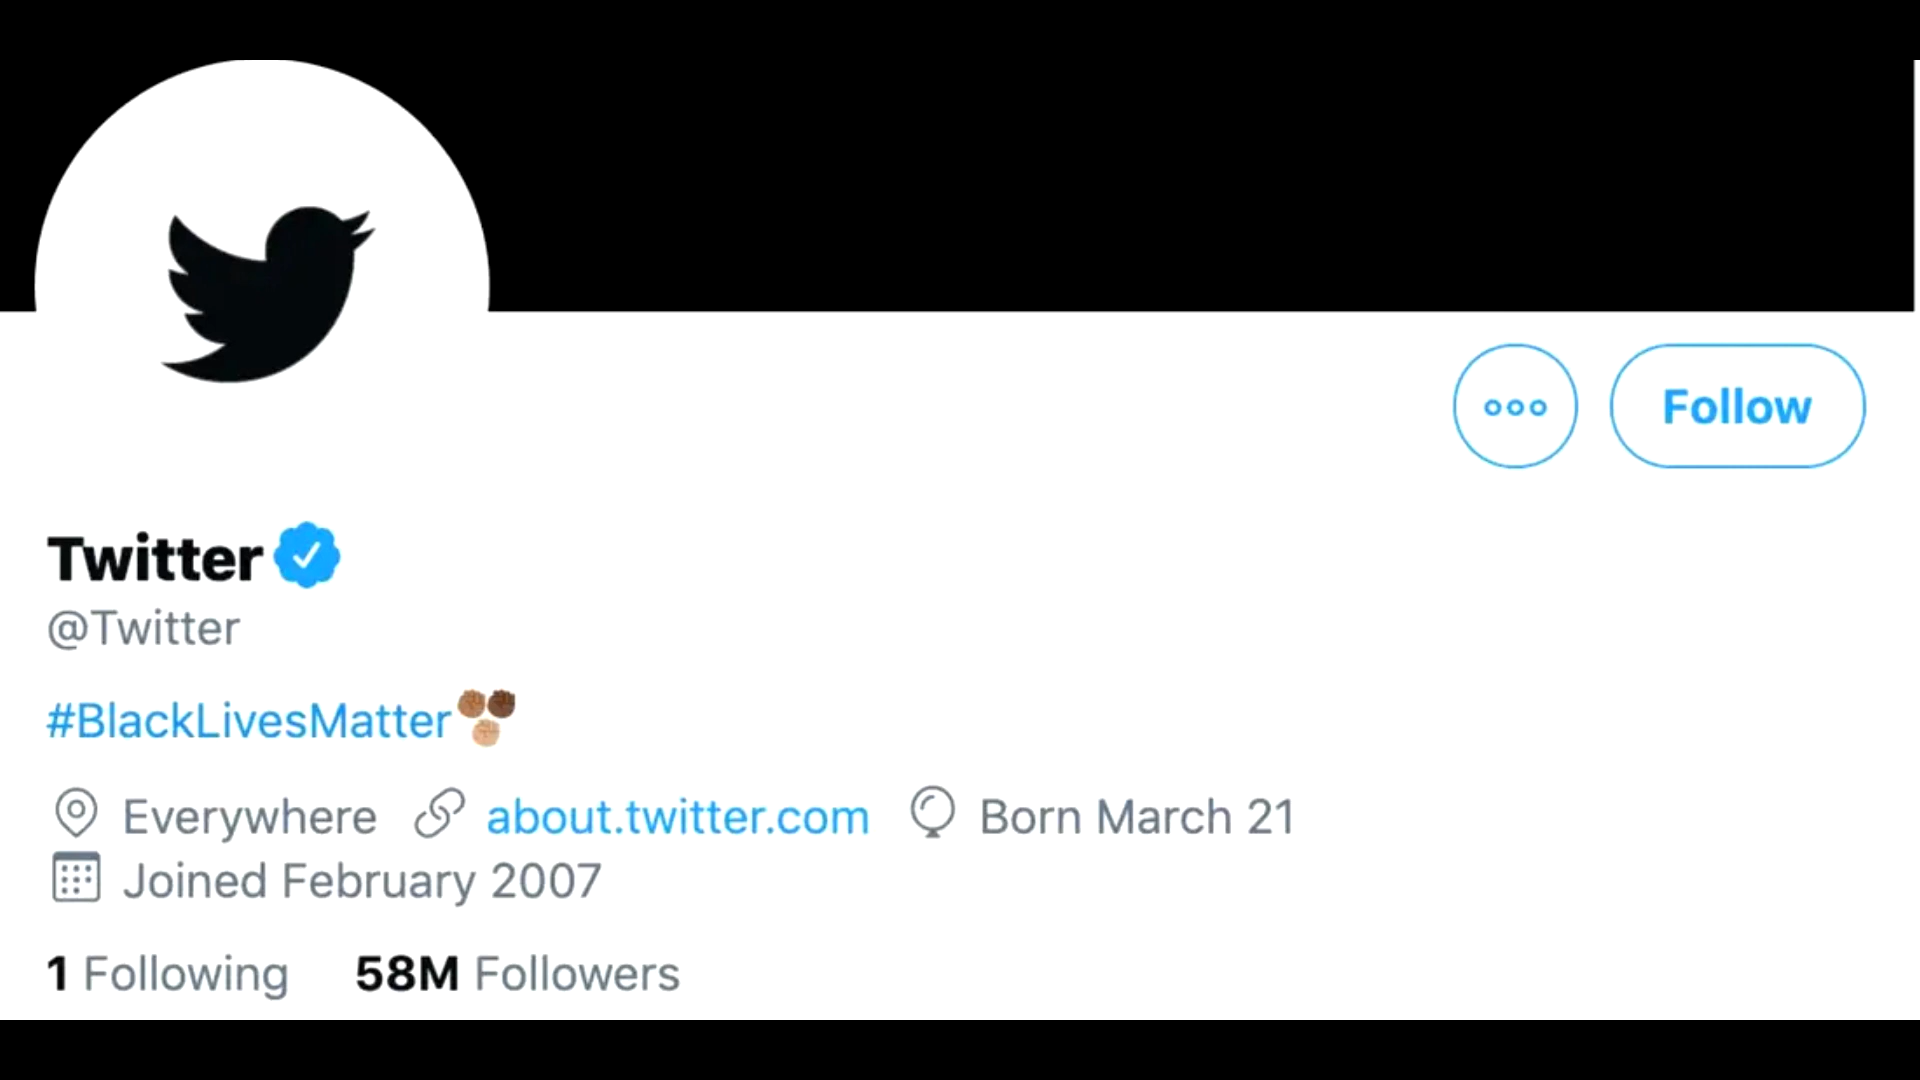 Follow
Twitter
@Twitter
#BlackLivesMatter
Everywhere about.twitter.com Born March 21
Joined February 2007
1 Following 58M Followers